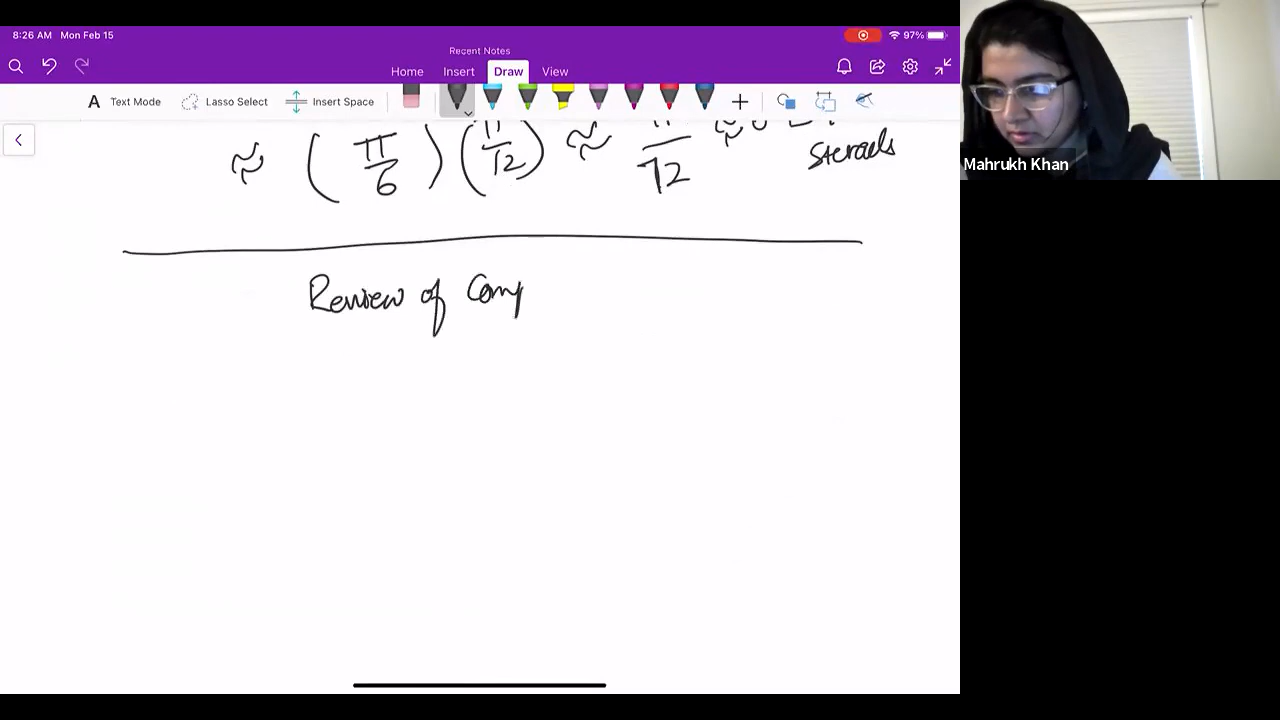 8:26 AM Mon Feb 15
97%
Recent Notes
Home Insert Draw View
A Text Mode Lasso Select Insert Space
≈ (π/6) (π/12) ≈ π/72 ≈
Sterads
Review of Comp
Mahrukh Khan